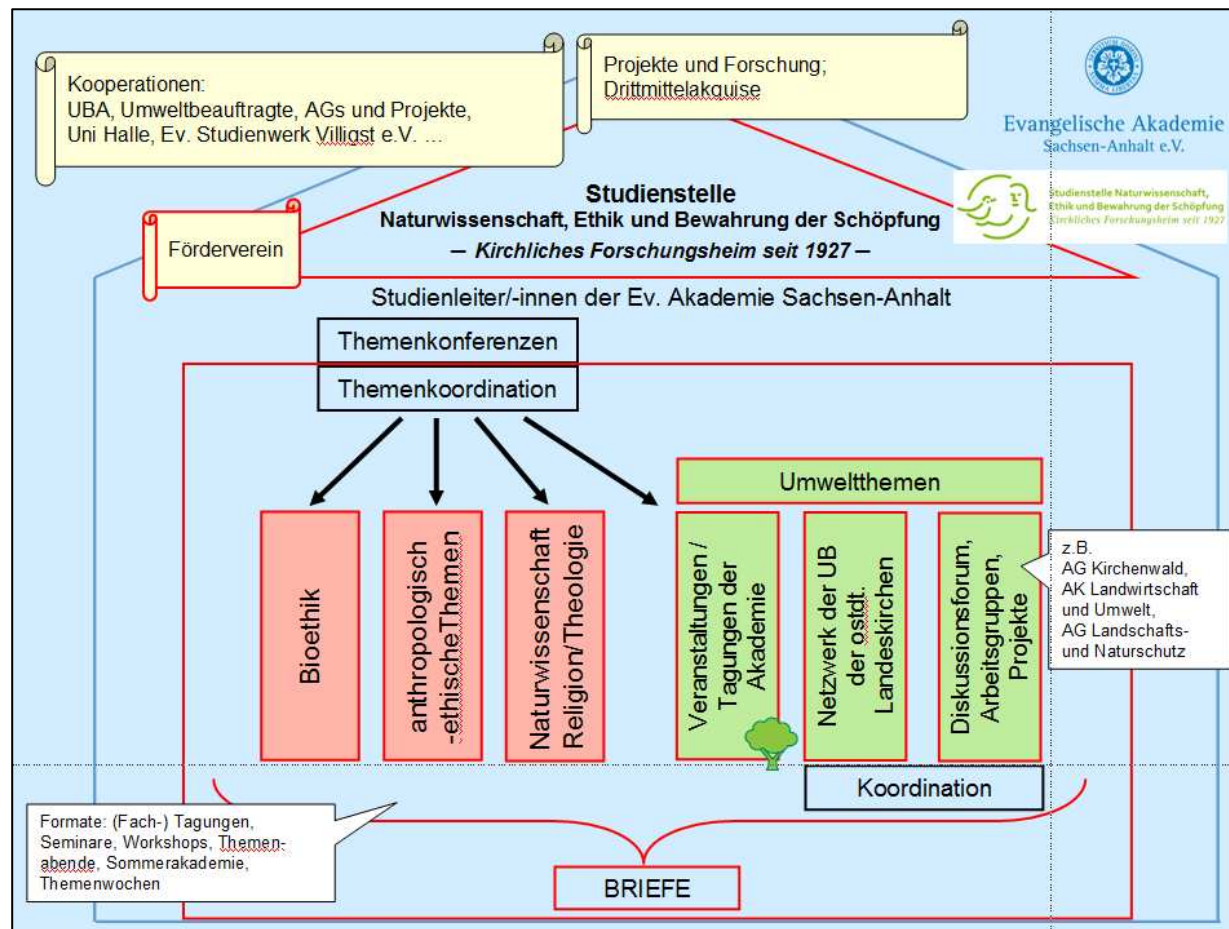 Kooperationen:
UBA, Umweltbeauftragte, AGs und Projekte,
Uni Halle, Ev. Studienwerk Villigst e.V. ...
Projekte und Forschung;
Drittmittelakquise
Evangelische Akademie
Sachsen-Anhalt e.V.
Studienstelle Naturwissenschaft,
Ethik und Bewahrung der Schöpfung
Kirchliches Forschungsheim seit 1927
Förderverein
Studienstelle
Naturwissenschaft, Ethik und Bewahrung der Schöpfung
– Kirchliches Forschungsheim seit 1927 –
Studienleiter/-innen der Ev. Akademie Sachsen-Anhalt
Themenkonferenzen
Themenkoordination
Umweltthemen
Bioethik
anthropologisch
-ethischeThemen
Naturwissenschaft
Religion/Theologie
Veranstaltungen /
Tagungen der
Akademie
Netzwerk der UB
der ostdt.
Landeskirchen
Diskussionsforum,
Arbeitsgruppen,
Projekte
z.B.
AG Kirchenwald,
AK Landwirtschaft
und Umwelt,
AG Landschafts-
und Naturschutz
Koordination
Formate: (Fach-) Tagungen,
Seminare, Workshops, Themen-
abende, Sommerakademie,
Themenwochen
BRIEFE